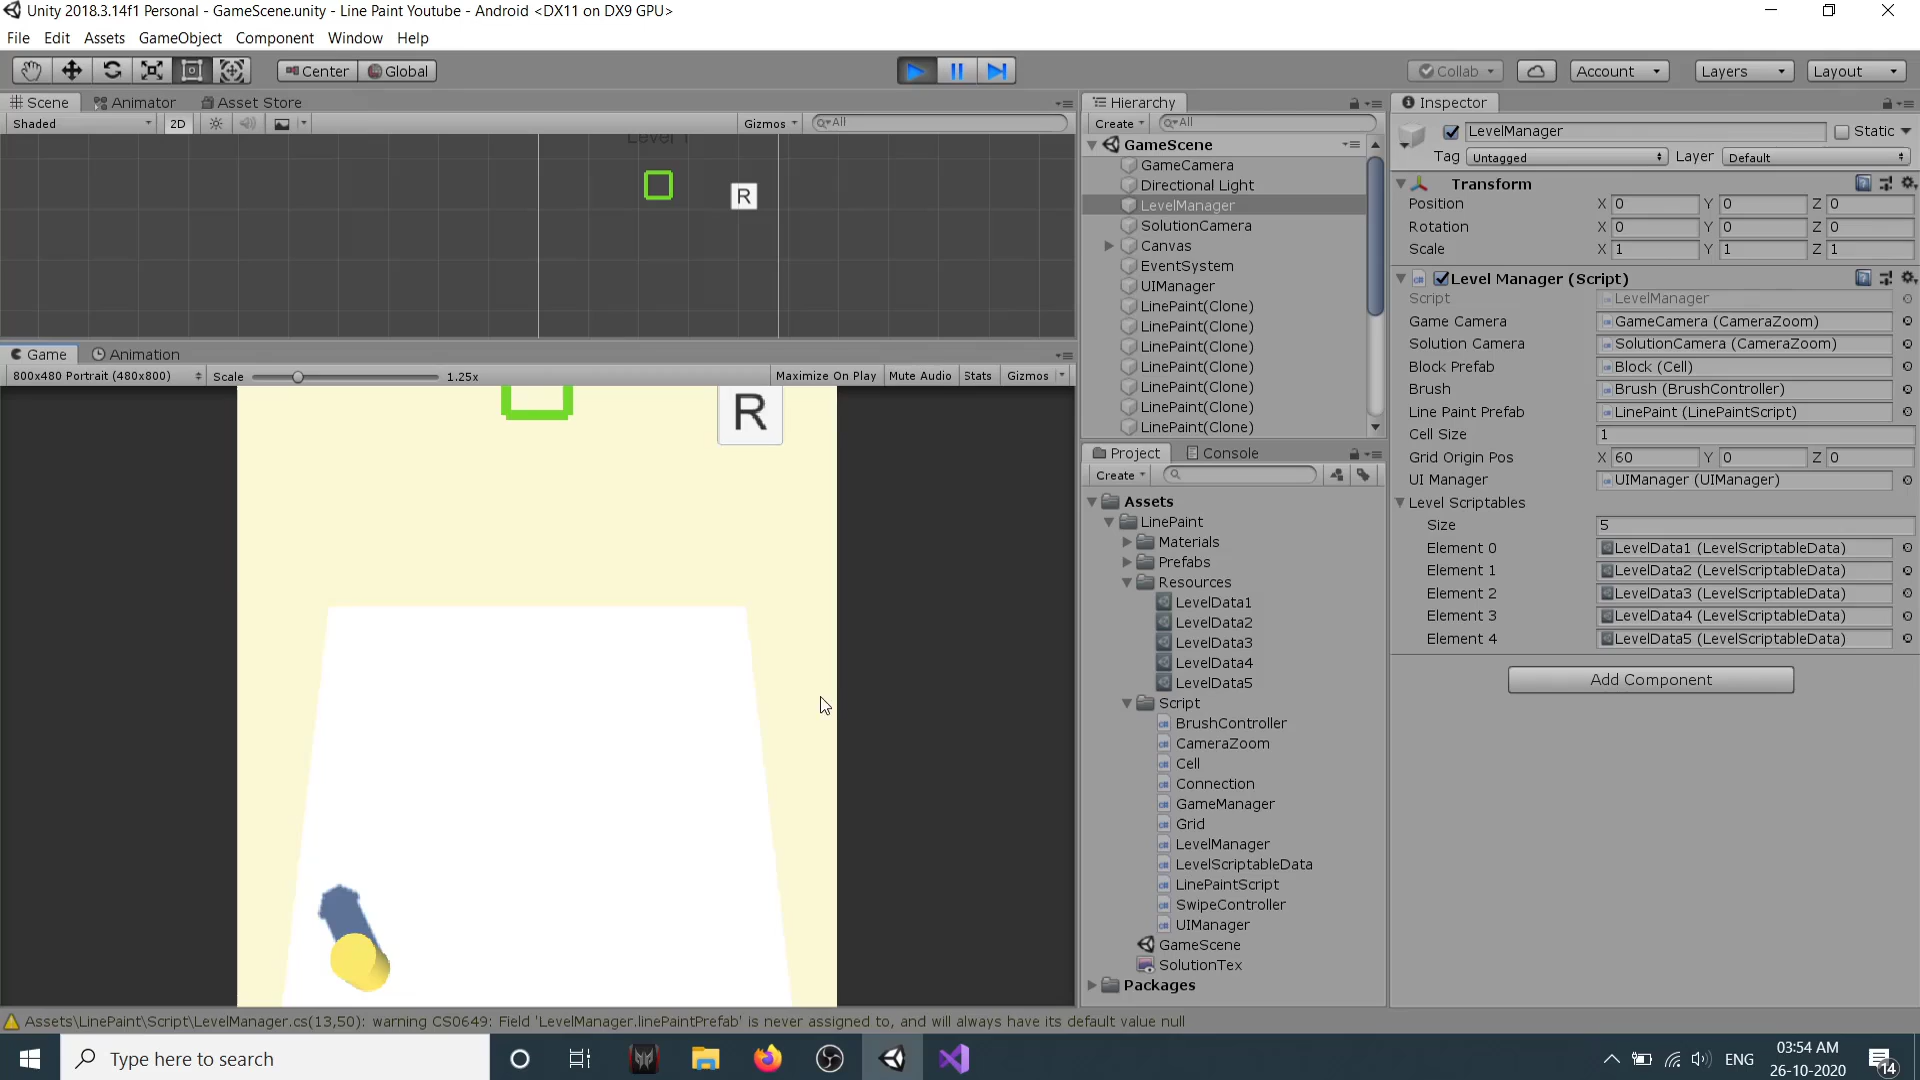 Unity 2018.3.14f1 Personal - GameScene.unity - Line Paint Youtube - Android <DX11 on DX9 GPU>
File Edit Assets GameObject Component Window Help
Center Global Collab Account Layers Layout
Scene Animator Asset Store
Shaded 2D Gizmos All
Level 1
R
Game Animation
800x480 Portrait (480x800) Scale 1.25x Maximize On Play Mute Audio Stats Gizmos
R
Hierarchy
Create All
GameScene
GameCamera
Directional Light
LevelManager
SolutionCamera
Canvas
EventSystem
UIManager
LinePaint(Clone)
LinePaint(Clone)
LinePaint(Clone)
LinePaint(Clone)
LinePaint(Clone)
LinePaint(Clone)
LinePaint(Clone)
Project Console
Create
Assets
LinePaint
Materials
Prefabs
Resources
LevelData1
LevelData2
LevelData3
LevelData4
LevelData5
Script
BrushController
CameraZoom
Cell
Connection
GameManager
Grid
LevelManager
LevelScriptableData
LinePaintScript
SwipeController
UIManager
GameScene
SolutionTex
Packages
Inspector
LevelManager Static
Tag Untagged Layer Default
Transform
Position X 0 Y 0 Z 0
Rotation X 0 Y 0 Z 0
Scale X 1 Y 1 Z 1
Level Manager (Script)
Script LevelManager
Game Camera GameCamera (CameraZoom)
Solution Camera SolutionCamera (CameraZoom)
Block Prefab Block (Cell)
Brush Brush (BrushController)
Line Paint Prefab LinePaint (LinePaintScript)
Cell Size 1
Grid Origin Pos X 60 Y 0 Z 0
UI Manager UIManager (UIManager)
Level Scriptables
Size 5
Element 0 LevelData1 (LevelScriptableData)
Element 1 LevelData2 (LevelScriptableData)
Element 2 LevelData3 (LevelScriptableData)
Element 3 LevelData4 (LevelScriptableData)
Element 4 LevelData5 (LevelScriptableData)
Add Component
Assets\LinePaint\Script\LevelManager.cs(13,50): warning CS0649: Field 'LevelManager.linePaintPrefab' is never assigned to, and will always have its default value null
Type here to search
ENG
03:54 AM
26-10-2020
14